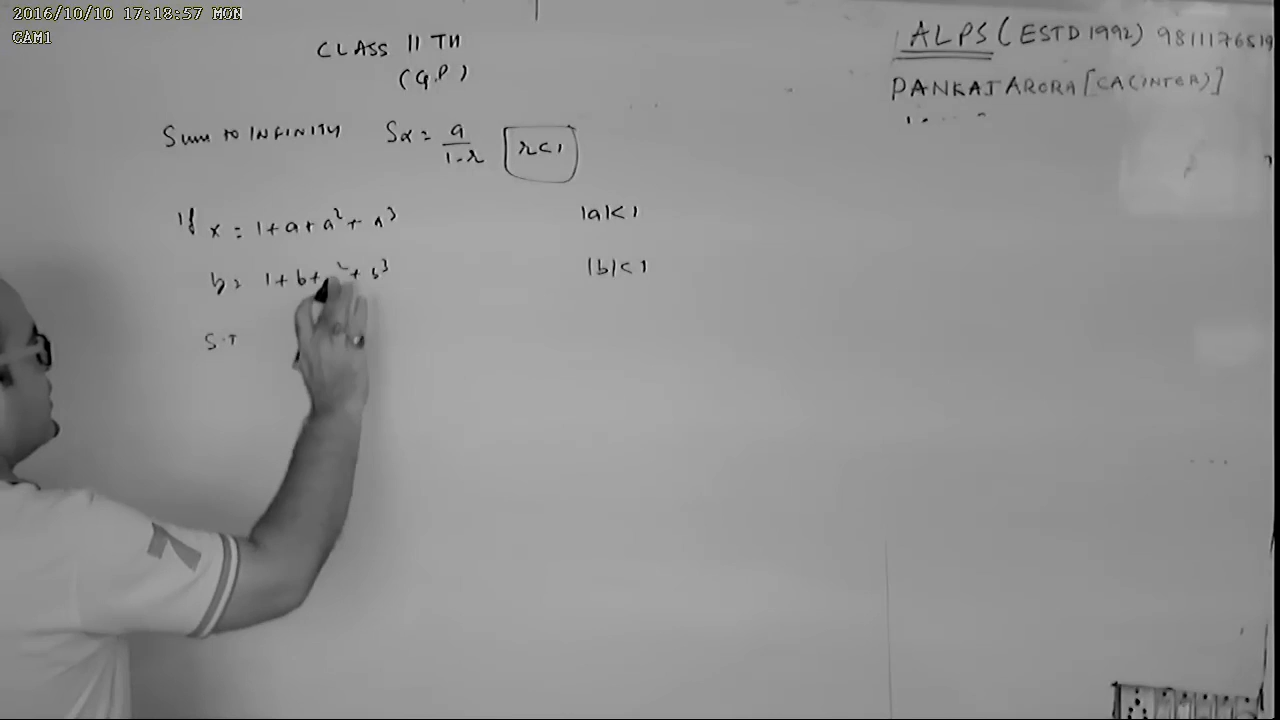 2016/10/10 17:18:57 MON
CAM1
CLASS 11 TH
(G.P)
ALPS (ESTD 1992) 9811176519
PANKAJ ARORA [CA(INTER)]
Sum to INFINITY S∝ = a/1-r r<1
If x = 1+a+a²+a³ |a|<1
y = 1+b+ ² + b³ |b|<1
S.T